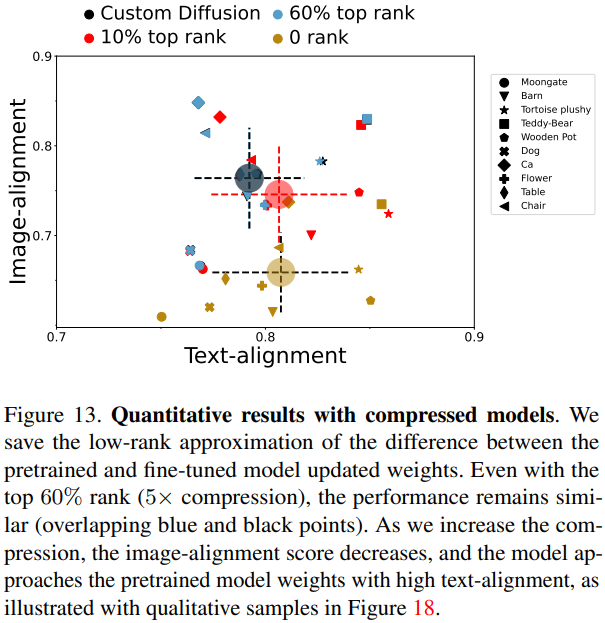 Custom Diffusion
60% top rank
10% top rank
0 rank
0.9
0.8
0.7
Image-alignment
0.7
0.8
0.9
Text-alignment
Moongate
Barn
Tortoise plushy
Teddy-Bear
Wooden Pot
Dog
Ca
Flower
Table
Chair
Figure 13. Quantitative results with compressed models. We
save the low-rank approximation of the difference between the
pretrained and fine-tuned model updated weights. Even with the
top 60% rank (5× compression), the performance remains simi-
lar (overlapping blue and black points). As we increase the com-
pression, the image-alignment score decreases, and the model ap-
proaches the pretrained model weights with high text-alignment, as
illustrated with qualitative samples in Figure 18.